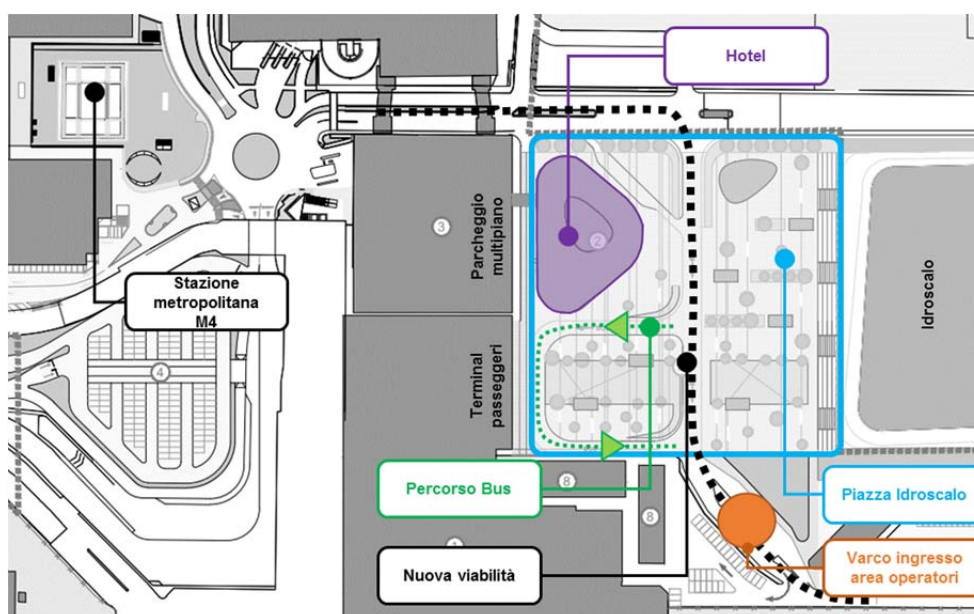 Hotel
3
Parcheggio
multipiano
2
Stazione
metropolitana
M4
Idroscalo
4
Terminal
passeggeri
Percorso Bus
8
8
Piazza Idroscalo
1
Nuova viabilità
Varco ingresso
area operatori